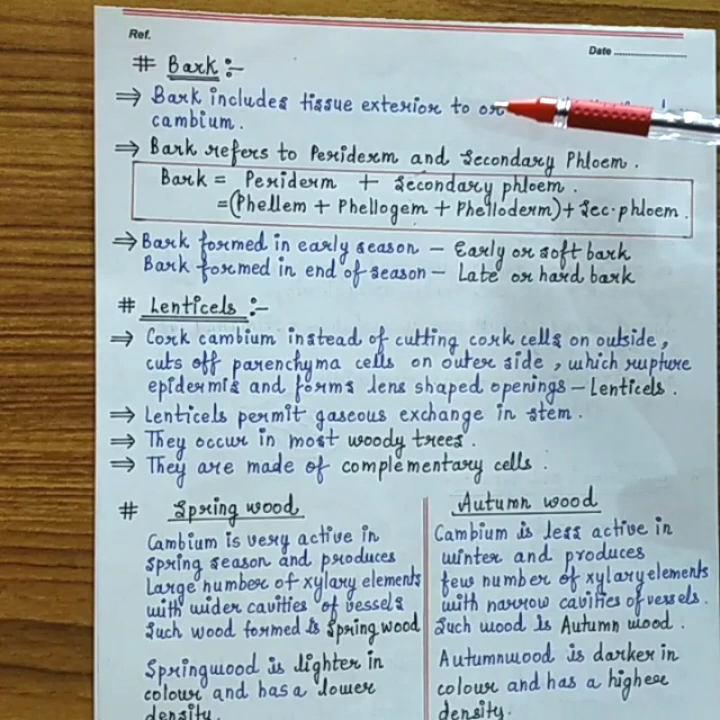 Ref.
Date
# Bark :-
⇒ Bark includes tissue exterior to
cambium.
⇒ Bark refers to Periderm and Secondary Phloem.
Bark = Periderm + Secondary phloem.
=(Phellem + Phellogem + Phelloderm)+ Sec. phloem.
⇒ Bark formed in early season – Early or soft bark
Bark formed in end of season – Late or hard bark
# Lenticels :-
⇒ Cork cambium instead of cutting cork cells on outside,
cuts off parenchyma cells on outer side, which rupture
epidermis and forms lens shaped openings – Lenticels.
⇒ Lenticels permit gaseous exchange in stem.
⇒ They occur in most woody trees.
⇒ They are made of complementary cells.
# Spring wood
Cambium is very active in
spring season and produces
Large number of xylary elements
with wider cavities of vessels
Such wood formed is Spring wood
Springwood is lighter in
colour and has a lower
density.
Autumn wood
Cambium is less active in
winter and produces
few number of xylary elements
with narrow cavities of vessels.
Such wood is Autumn wood.
Autumnwood is darker in
colour and has a higher
density.